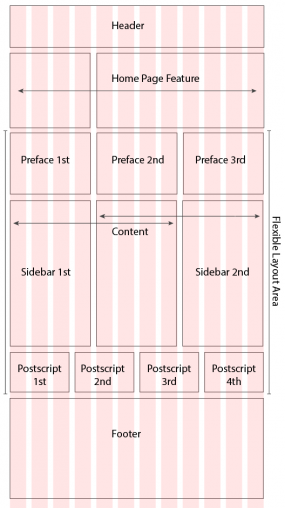 Header
Home Page Feature
Preface 1st
Preface 2nd
Preface 3rd
Content
Sidebar 1st
Sidebar 2nd
Flexible Layout Area
Postscript
1st
Postscript
2nd
Postscript
3rd
Postscript
4th
Footer